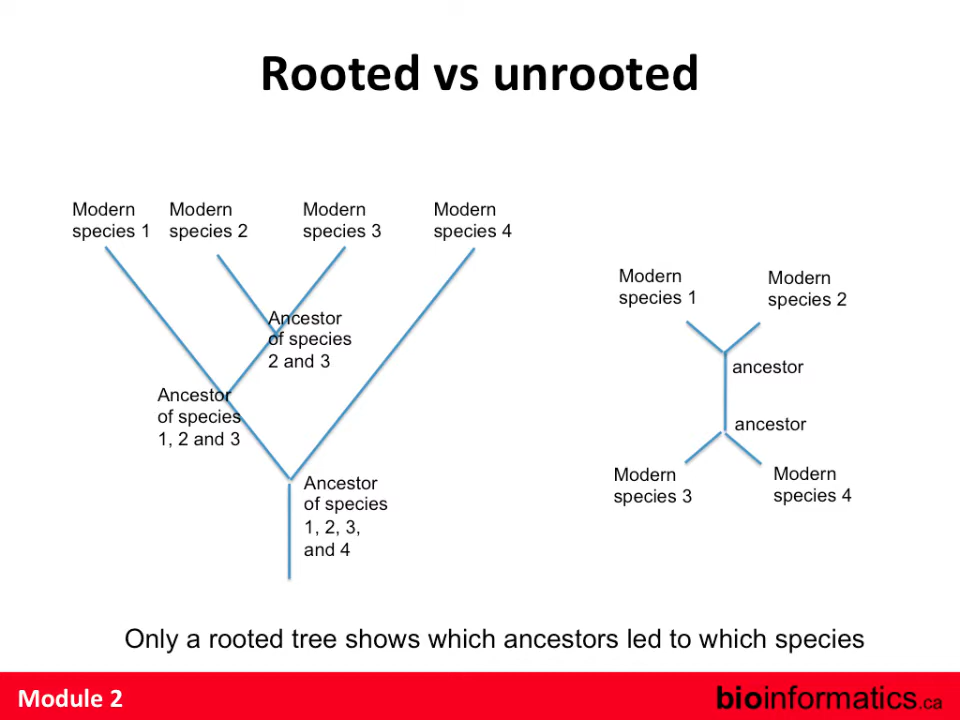 Rooted vs unrooted
Modern
species 1
Modern
species 2
Modern
species 3
Modern
species 4
Ancestor
of species
2 and 3
Ancestor
of species
1, 2 and 3
Ancestor
of species
1, 2, 3,
and 4
Modern
species 1
Modern
species 2
ancestor
ancestor
Modern
species 3
Modern
species 4
Only a rooted tree shows which ancestors led to which species
Module 2
bioinformatics.ca